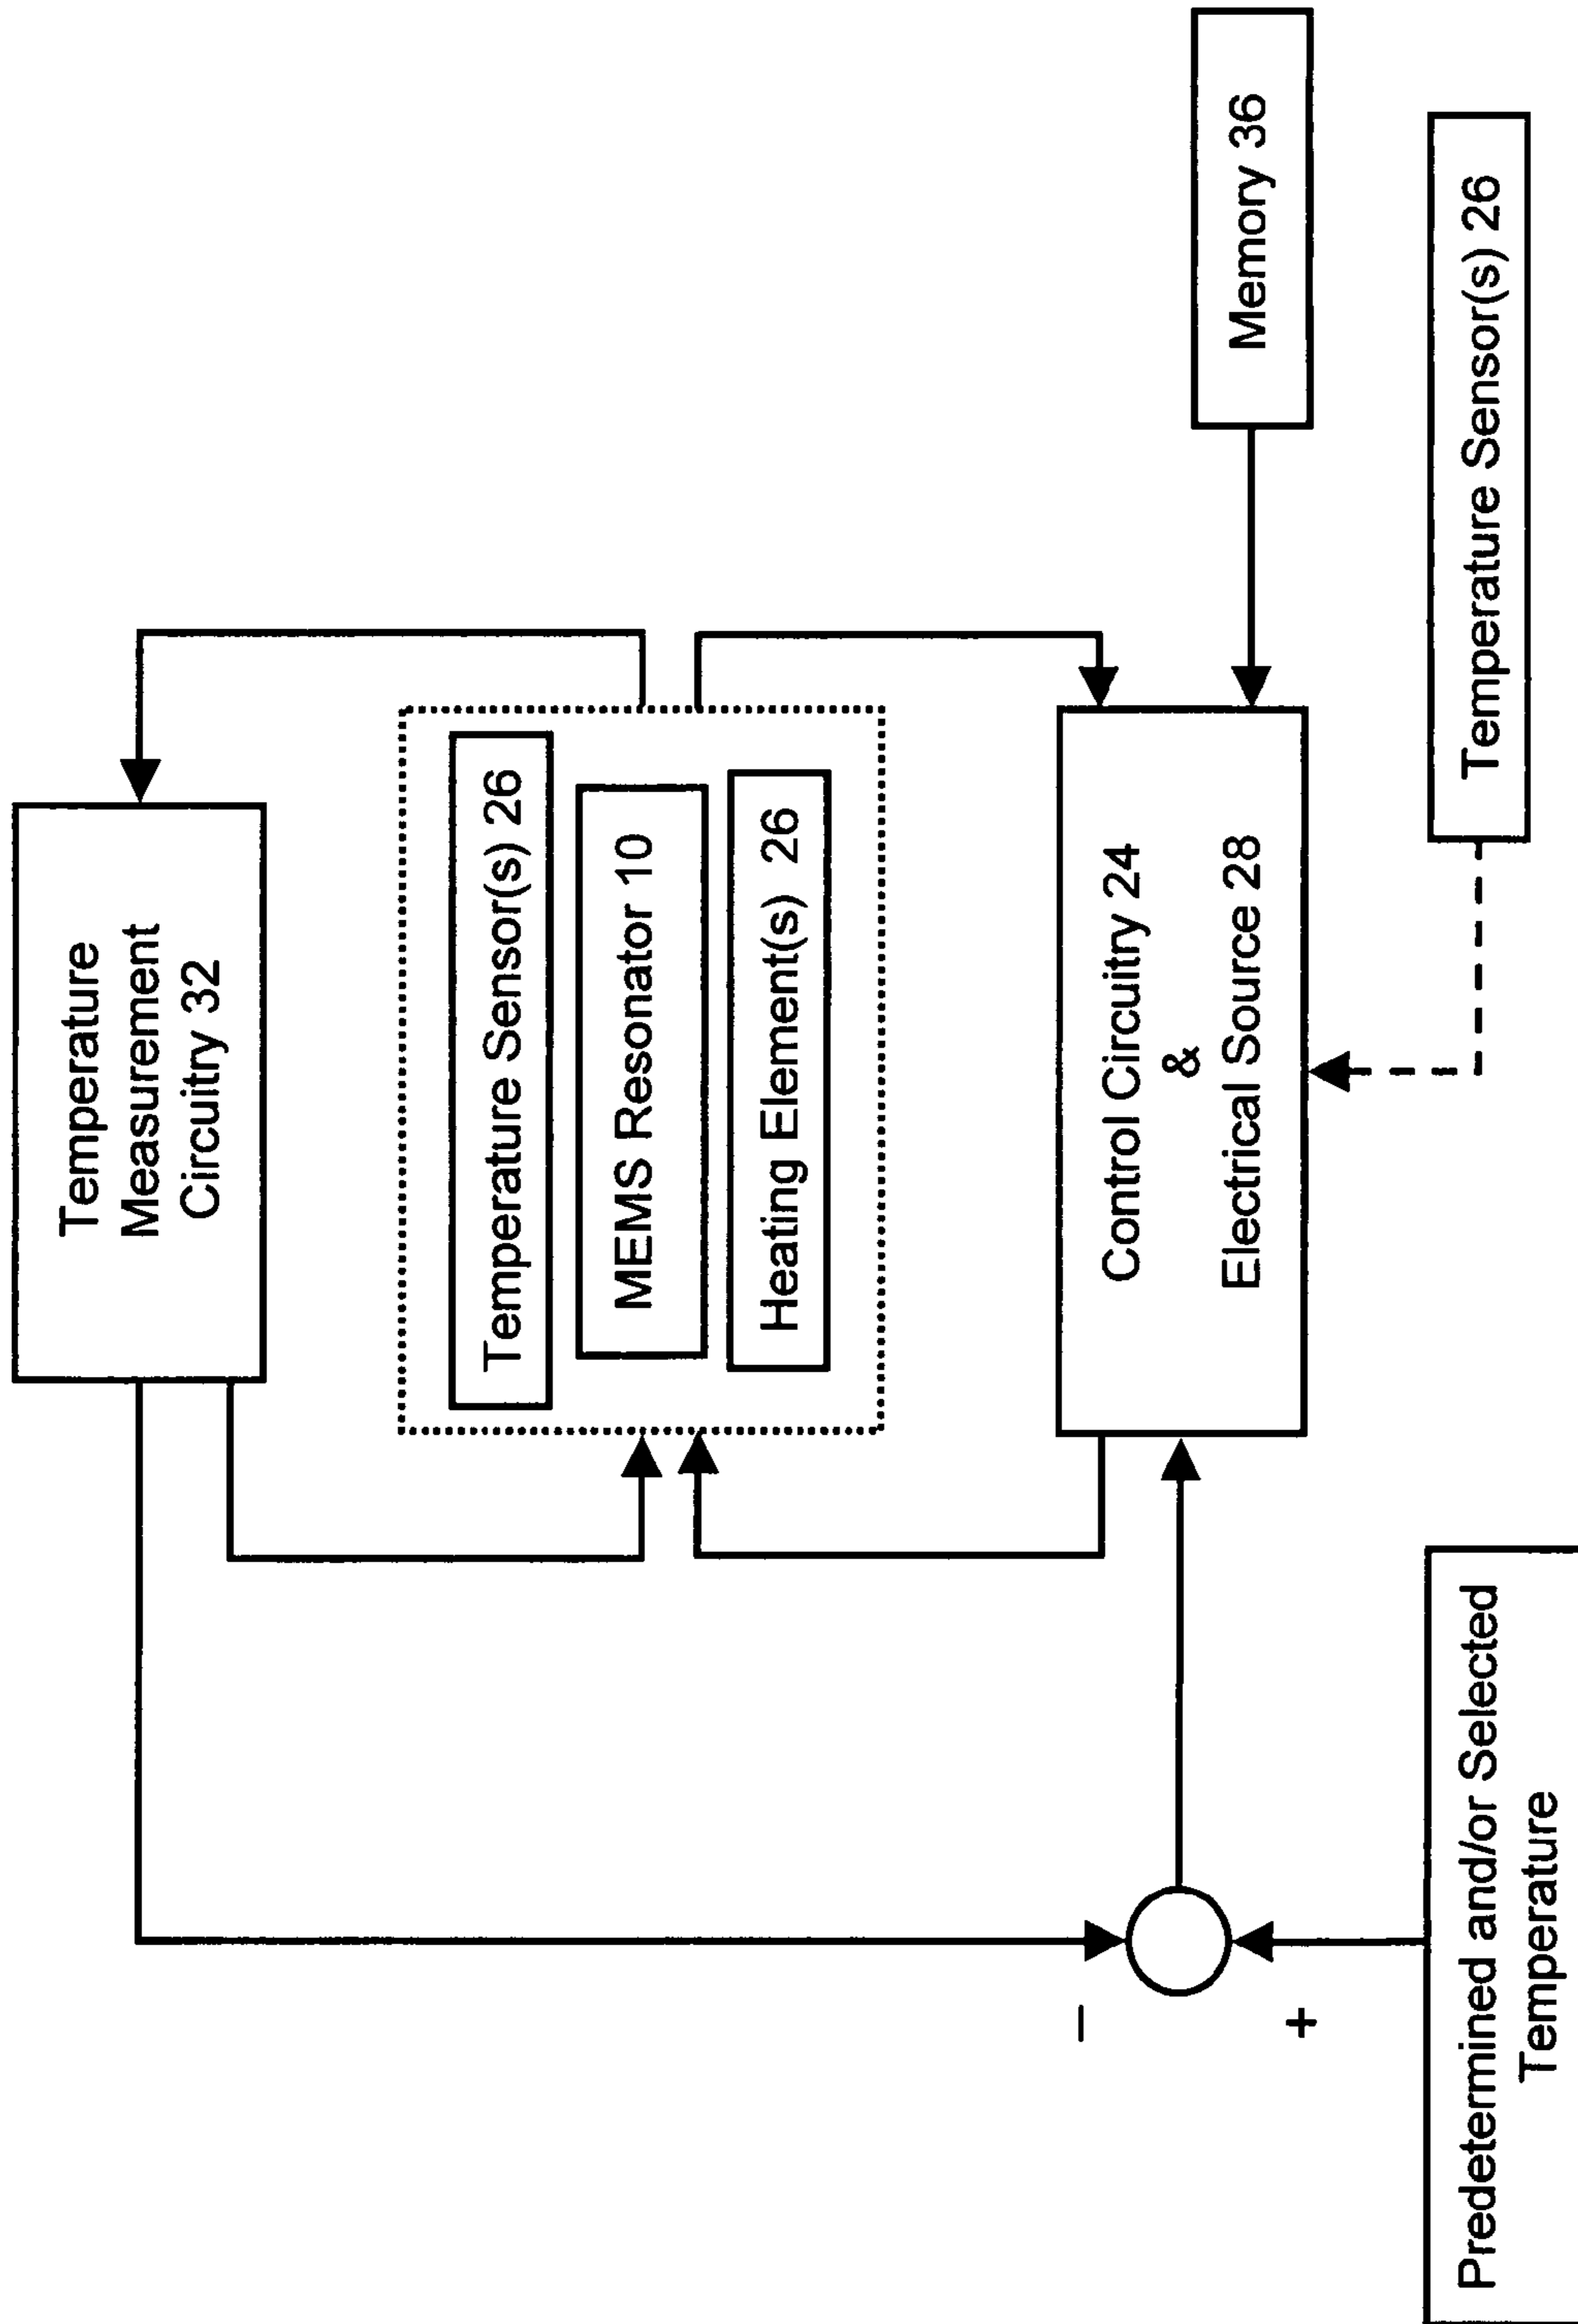 Temperature
Measurement
Circuitry 32
Temperature Sensor(s) 26
MEMS Resonator 10
Heating Element(s) 26
Control Circuitry 24
&
Electrical Source 28
Memory 36
Temperature Sensor(s) 26
–
+
Predetermined and/or Selected
Temperature